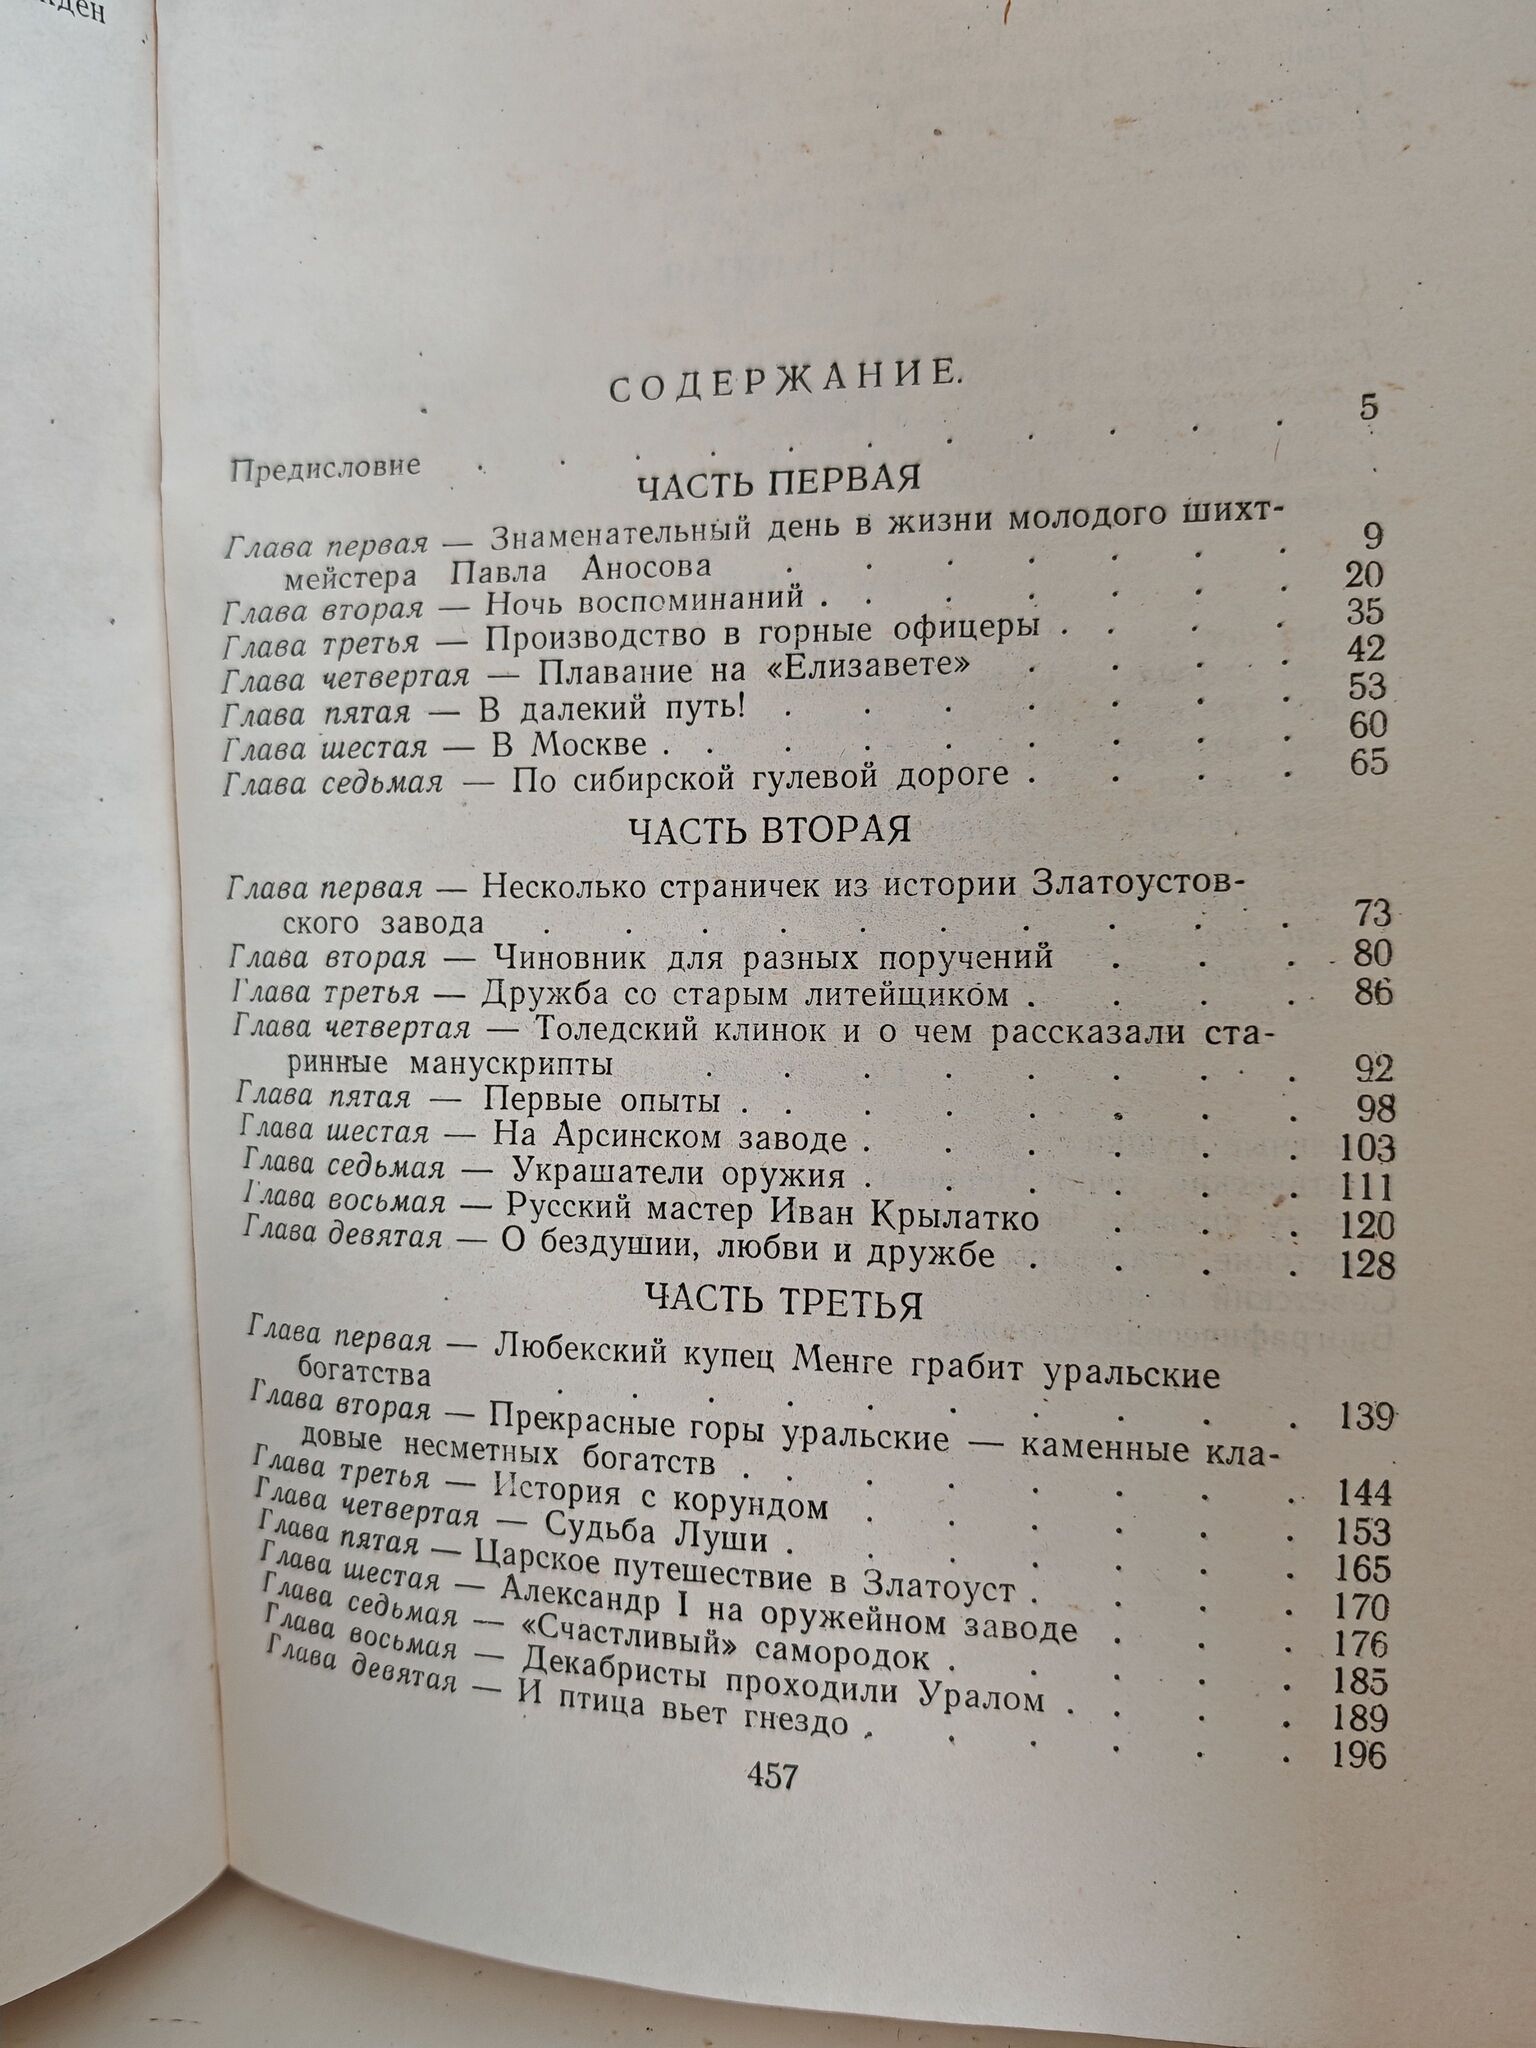 СОДЕРЖАНИЕ.
Предисловие . . . . . . . . . . . 5
ЧАСТЬ ПЕРВАЯ
Глава первая — Знаменательный день в жизни молодого шихт-
мейстера Павла Аносова . . . . . . . 9
Глава вторая — Ночь воспоминаний . . . . . . . 20
Глава третья — Производство в горные офицеры . . . . 35
Глава четвертая — Плавание на «Елизавете» . . . . 42
Глава пятая — В далекий путь! . . . . . . . 53
Глава шестая — В Москве . . . . . . . . . 60
Глава седьмая — По сибирской гулевой дороге . . . . 65
ЧАСТЬ ВТОРАЯ
Глава первая — Несколько страничек из истории Златоустов-
ского завода . . . . . . . . . . 73
Глава вторая — Чиновник для разных поручений . . . 80
Глава третья — Дружба со старым литейщиком . . . . 86
Глава четвертая — Толедский клинок и о чем рассказали ста-
ринные манускрипты . . . . . . . . 92
Глава пятая — Первые опыты . . . . . . . . 98
Глава шестая — На Арсинском заводе . . . . . . 103
Глава седьмая — Украшатели оружия . . . . . . 111
Глава восьмая — Русский мастер Иван Крылатко . . . 120
Глава девятая — О бездушии, любви и дружбе . . . . 128
ЧАСТЬ ТРЕТЬЯ
Глава первая — Любекский купец Менге грабит уральские
богатства . . . . . . . . . . 139
Глава вторая — Прекрасные горы уральские — каменные кла-
довые несметных богатств . . . . . . . . 144
Глава третья — История с корундом . . . . . . 153
Глава четвертая — Судьба Луши . . . . . . . 165
Глава пятая — Царское путешествие в Златоуст . . . . 170
Глава шестая — Александр I на оружейном заводе . . . 176
Глава седьмая — «Счастливый» самородок . . . . . 185
Глава восьмая — Декабристы проходили Уралом . . . . 189
Глава девятая — И птица вьет гнездо . . . . . . 196
457